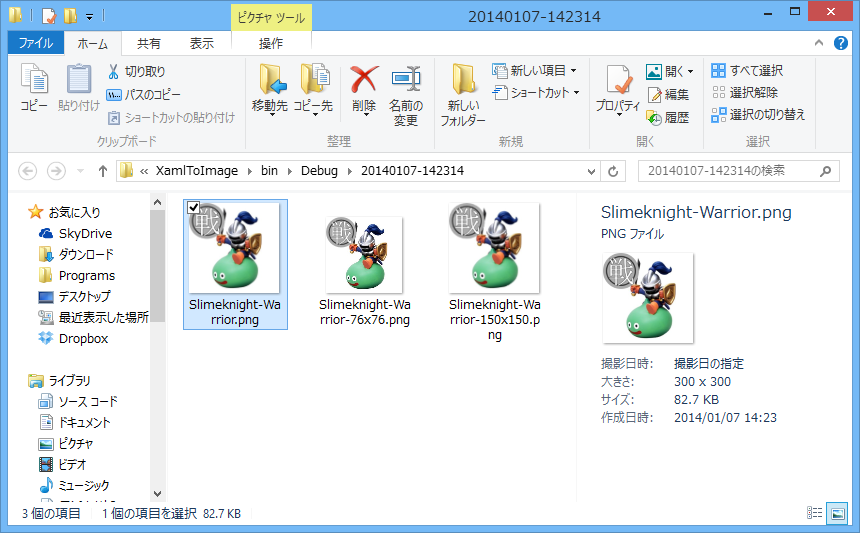 ピクチャ ツール
20140107-142314
ファイル
ホーム
共有
表示
操作
コピー
貼り付け
切り取り
パスのコピー
ショートカットの貼り付け
クリップボード
移動先
コピー先
削除
名前の
変更
整理
新しい
フォルダー
新しい項目
ショートカット
新規
プロパティ
開く
編集
履歴
開く
すべて選択
選択解除
選択の切り替え
選択
« XamlToImage
bin
Debug
20140107-142314
20140107-142314の検索
お気に入り
SkyDrive
ダウンロード
Programs
デスクトップ
最近表示した場所
Dropbox
ライブラリ
ソース コード
ドキュメント
ピクチャ
ビデオ
ミュージック
戦
Slimeknight-Wa
rrior.png
戦
Slimeknight-Wa
rrior-76x76.png
戦
Slimeknight-Wa
rrior-150x150.p
ng
Slimeknight-Warrior.png
PNG ファイル
戦
撮影日時: 撮影日の指定
大きさ: 300 x 300
サイズ: 82.7 KB
作成日時: 2014/01/07 14:23
3 個の項目
1 個の項目を選択 82.7 KB